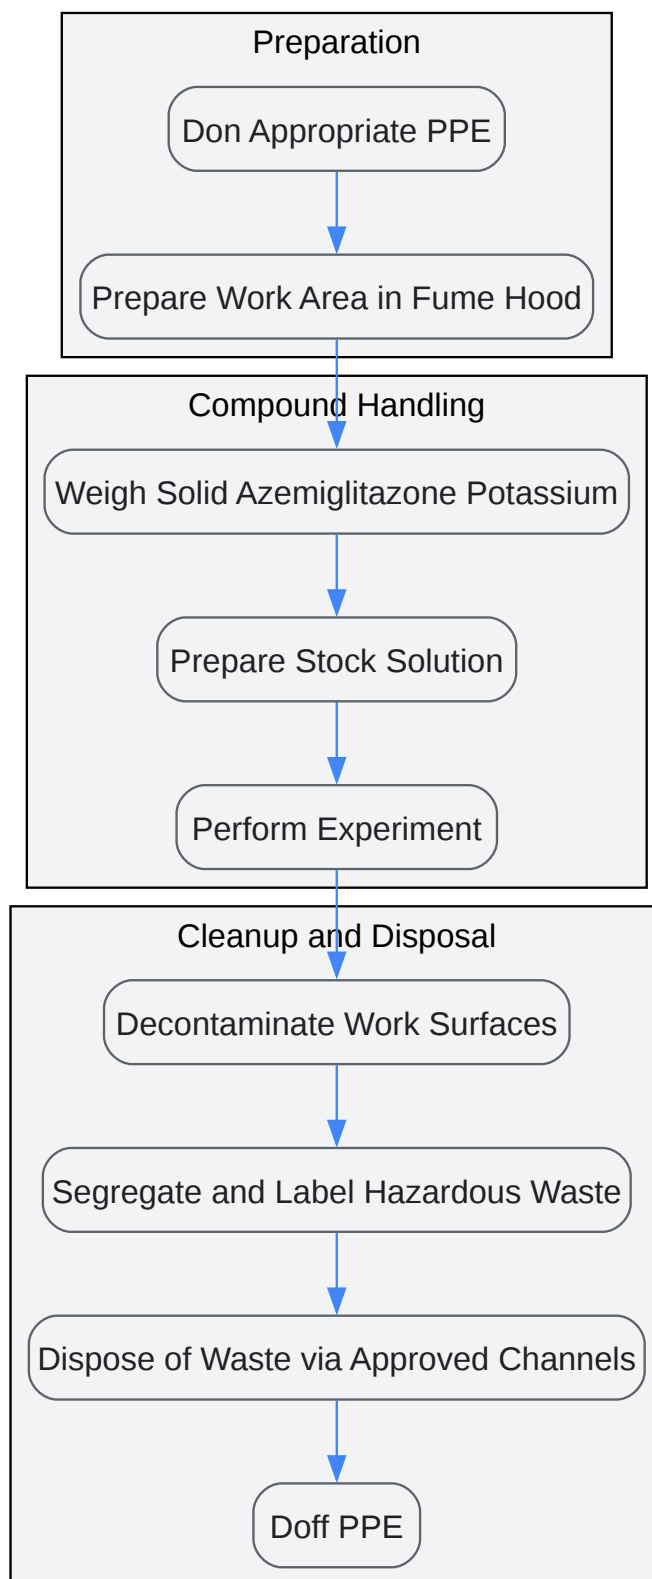 Preparation
Don Appropriate PPE
Prepare Work Area in Fume Hood
Compound Handling
Weigh Solid Azemiglitazone Potassium
Prepare Stock Solution
Perform Experiment
Cleanup and Disposal
Decontaminate Work Surfaces
Segregate and Label Hazardous Waste
Dispose of Waste via Approved Channels
Doff PPE